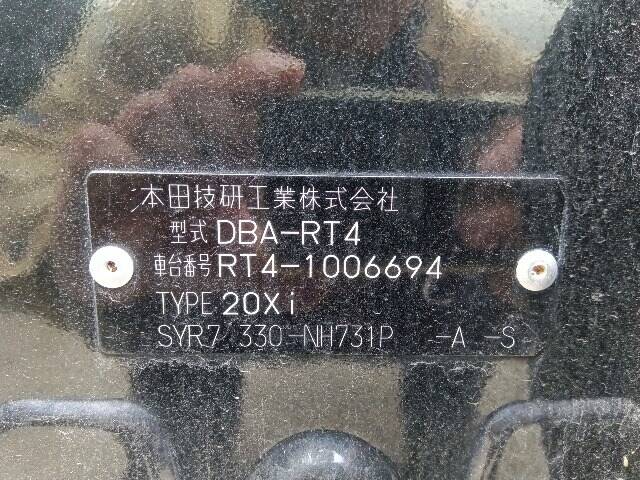 本田技研工業株式会社
型式 DBA-RT4
車台番号 RT4-1006694
TYPE 20Xi
SYR7 330-NH731P -A -S